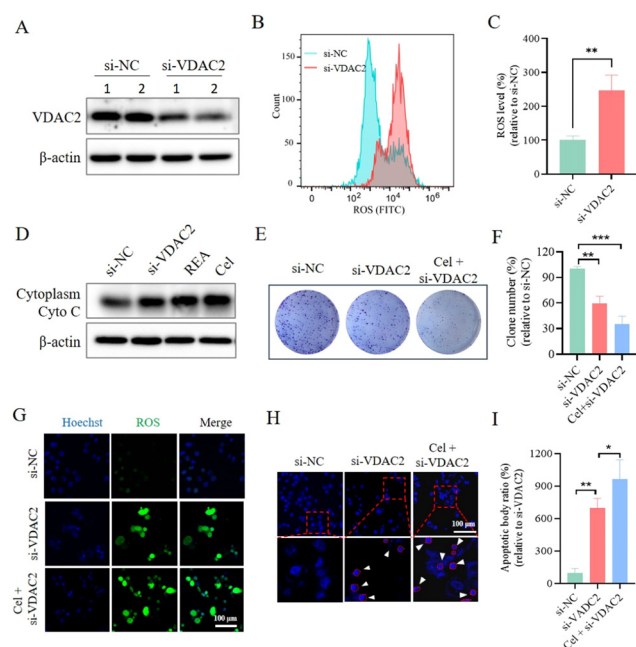 A
si-NC
si-VDAC2
1
2
1
2
VDAC2
β-actin
B
si-NC
si-VDAC2
150
100
50
0
Count
10⁰
10²
10⁴
10⁶
ROS (FITC)
C
**
400
300
200
100
0
ROS level (%)
(relative to si-NC)
si-NC
si-VDAC2
D
si-NC
si-VDAC2
REA
Cel
Cytoplasm
Cyto C
β-actin
E
si-NC
si-VDAC2
Cel +
si-VDAC2
F
***
**
120
90
60
30
0
Clone number (%)
(relative to si-NC)
si-NC
si-VDAC2
Cel+si-VDAC2
G
Hoechst
ROS
Merge
si-NC
si-VDAC2
Cel +
si-VDAC2
100 μm
H
si-NC
si-VDAC2
Cel +
si-VDAC2
100 μm
I
*
**
1200
900
600
300
0
Apoptotic body ratio (%)
(relative to si-VDAC2)
si-NC
si-VADC2
Cel + si-VDAC2